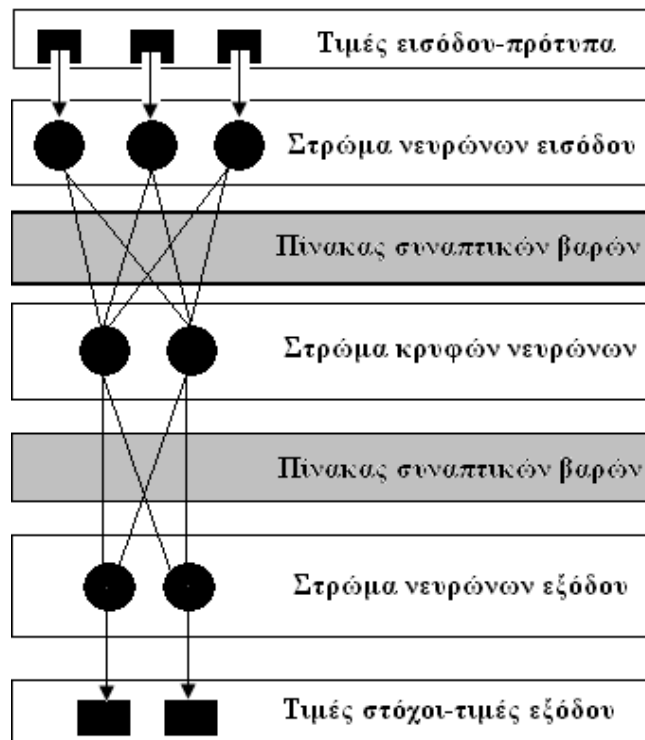 Τιμές εισόδου-πρότυπα
Στρώμα νευρώνων εισόδου
Πίνακας συναπτικών βαρών
Στρώμα κρυφών νευρώνων
Πίνακας συναπτικών βαρών
Στρώμα νευρώνων εξόδου
Τιμές στόχοι-τιμές εξόδου